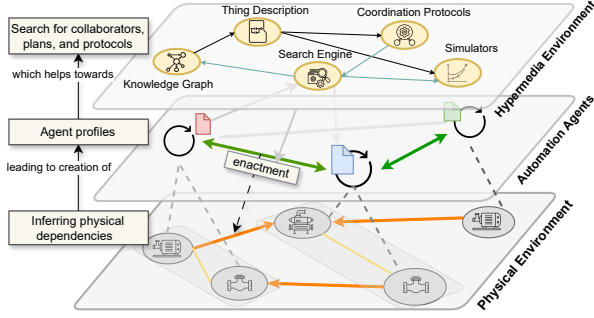 Search for collaborators,
plans, and protocols
which helps towards
Agent profiles
leading to creation of
Inferring physical
dependencies
Thing Description
Coordination Protocols
Search Engine
Simulators
Knowledge Graph
Hypermedia Environment
enactment
Automation Agents
Physical Environment